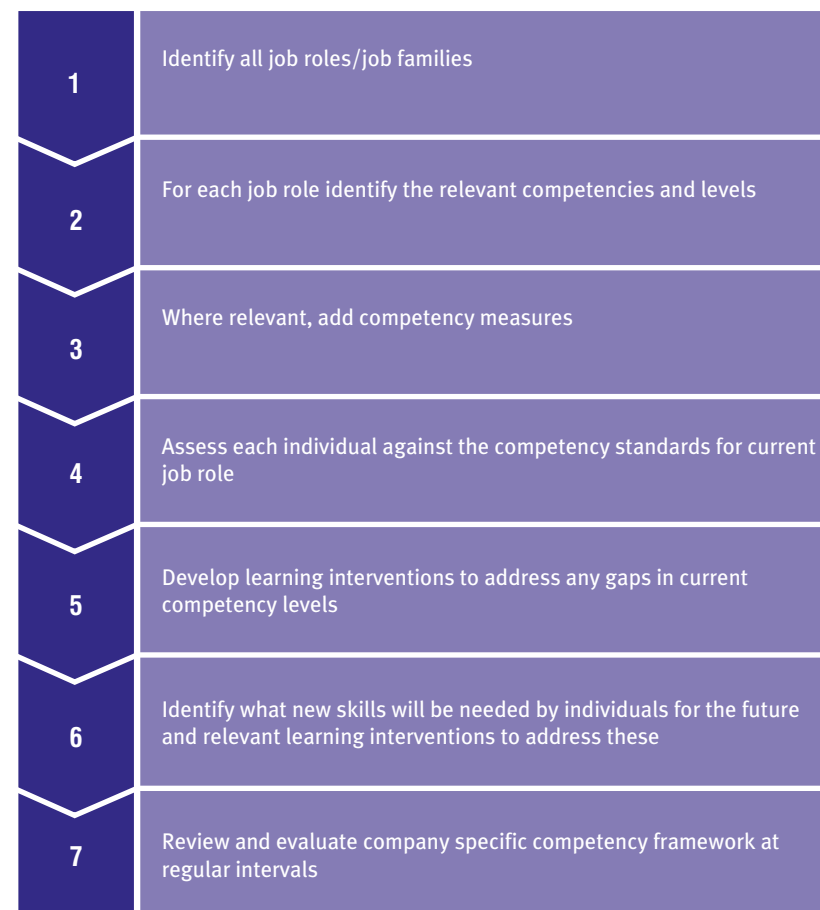 1
Identify all job roles/job families
2
For each job role identify the relevant competencies and levels
3
Where relevant, add competency measures
4
Assess each individual against the competency standards for current
job role
5
Develop learning interventions to address any gaps in current
competency levels
6
Identify what new skills will be needed by individuals for the future
and relevant learning interventions to address these
7
Review and evaluate company specific competency framework at
regular intervals